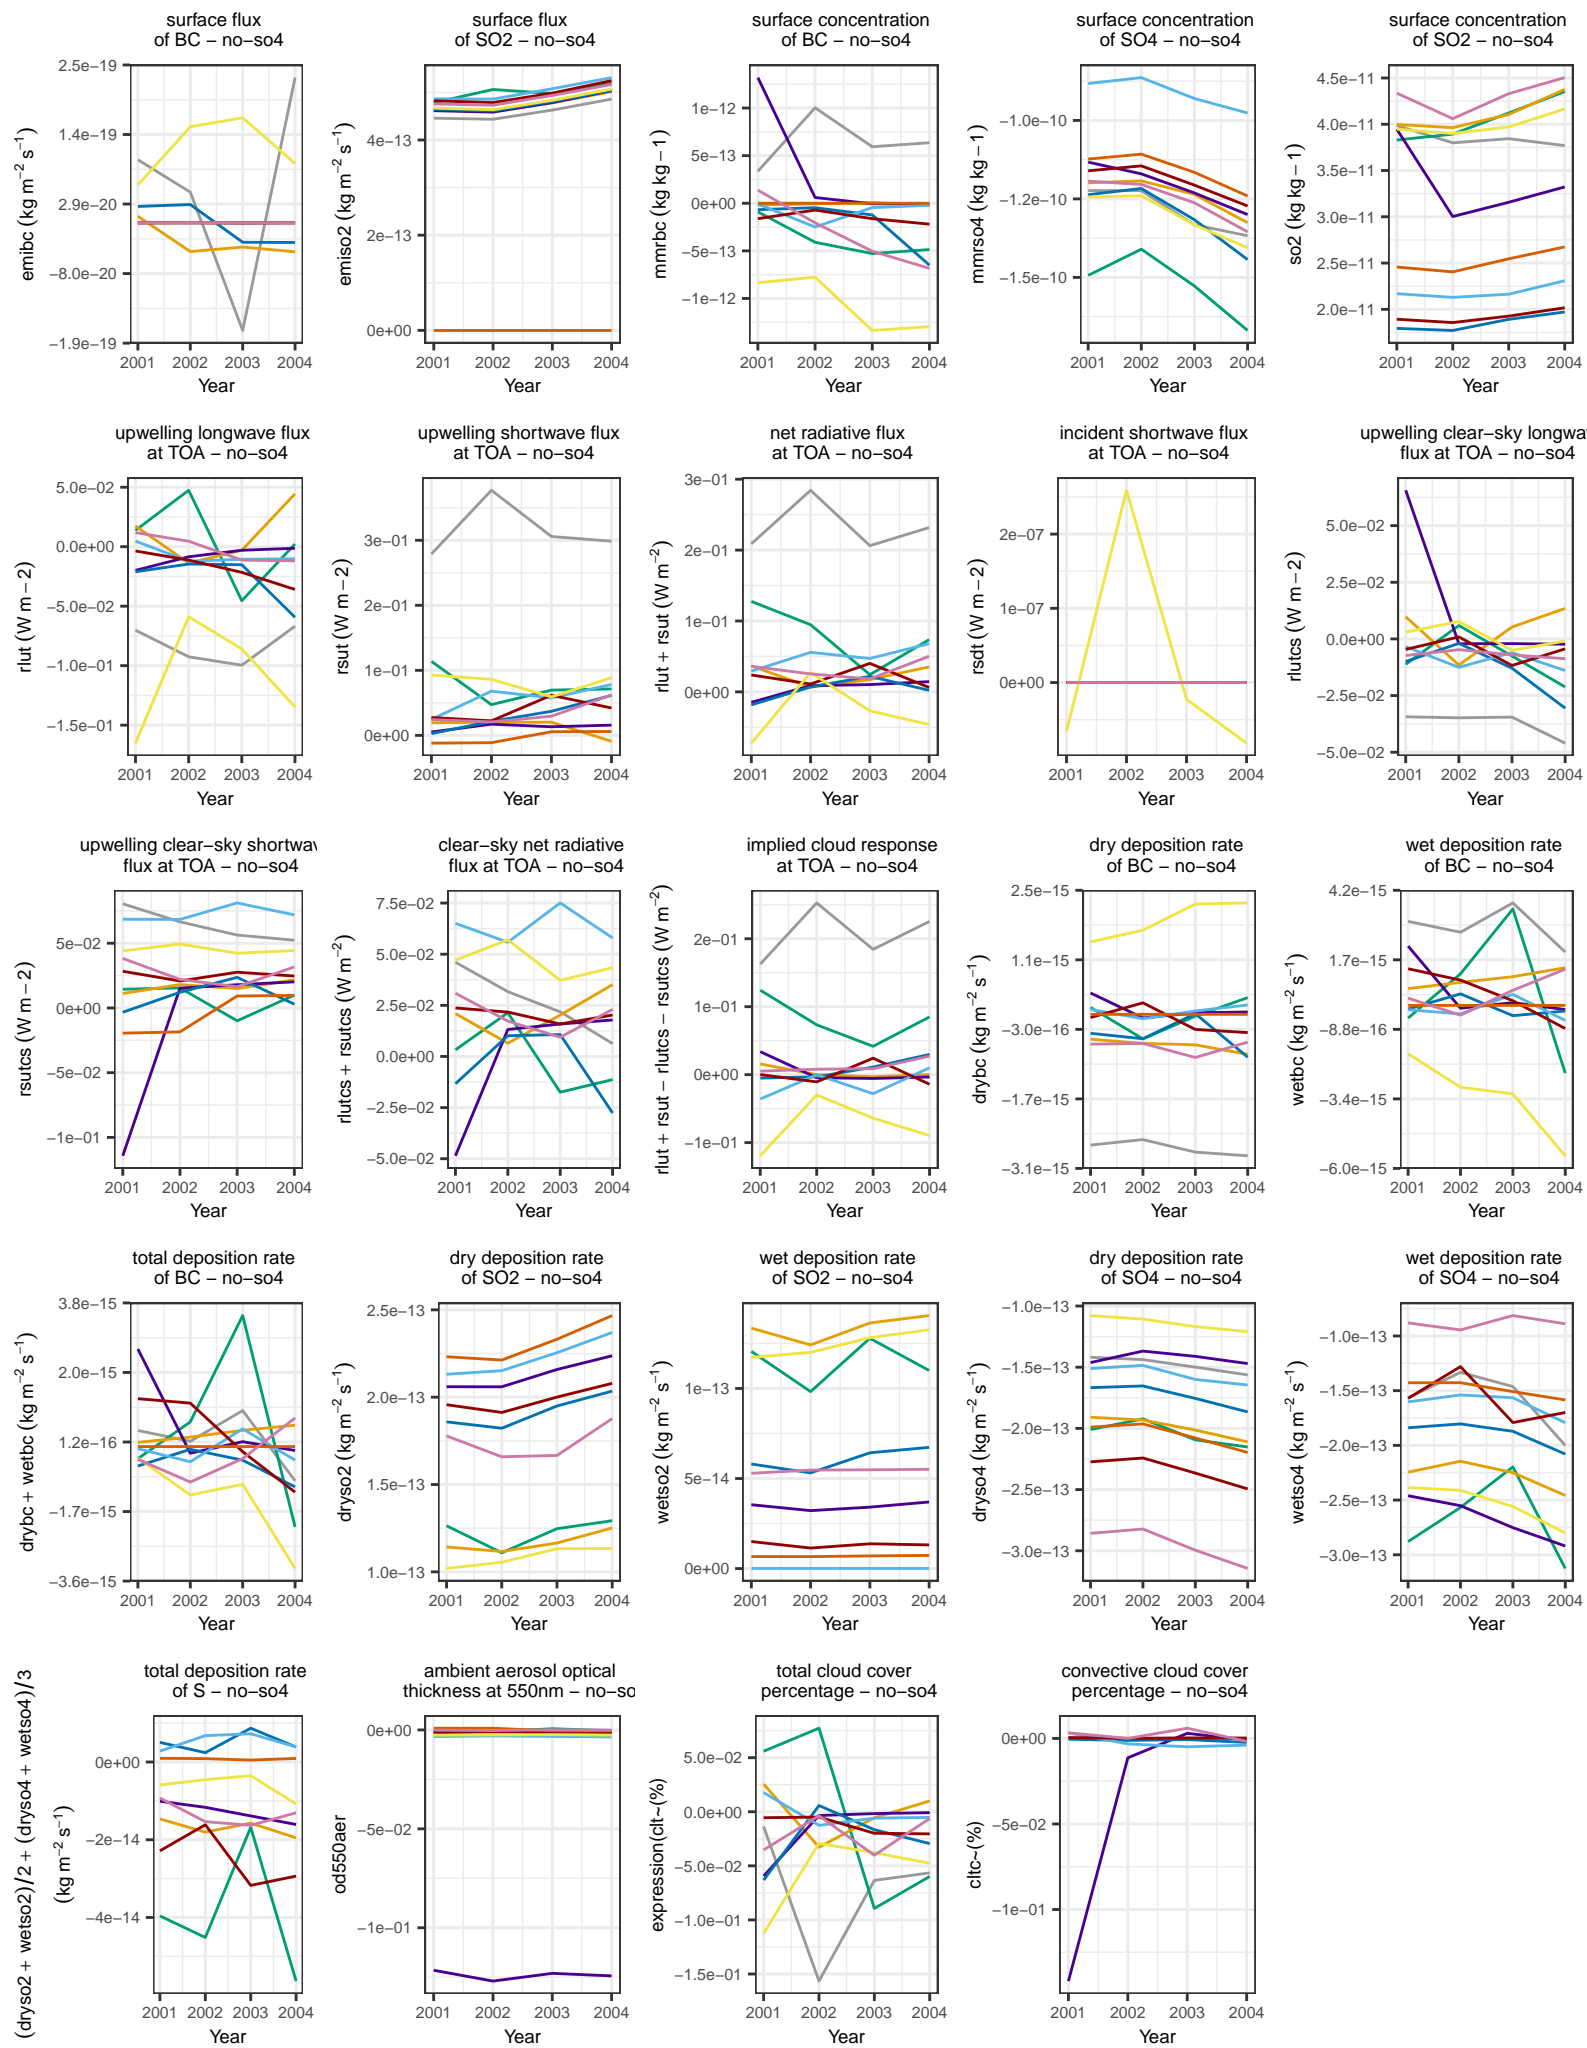 surface flux
of BC − no−so4
surface flux
of SO2 − no−so4
surface concentration
of BC − no−so4
surface concentration
of SO4 − no−so4
surface concentration
of SO2 − no−so4
emibc (kg m−2 s−1)
2.5e−19
1.4e−19
2.9e−20
−8.0e−20
−1.9e−19
2001 2002 2003 2004
Year
emiso2 (kg m−2 s−1)
4e−13
2e−13
0e+00
2001 2002 2003 2004
Year
mmrbc (kg kg − 1)
1e−12
5e−13
0e+00
−5e−13
−1e−12
2001 2002 2003 2004
Year
mmrso4 (kg kg − 1)
−1.0e−10
−1.2e−10
−1.5e−10
2001 2002 2003 2004
Year
so2 (kg kg − 1)
4.5e−11
4.0e−11
3.5e−11
3.0e−11
2.5e−11
2.0e−11
2001 2002 2003 2004
Year
upwelling longwave flux
at TOA − no−so4
upwelling shortwave flux
at TOA − no−so4
net radiative flux
at TOA − no−so4
incident shortwave flux
at TOA − no−so4
upwelling clear−sky longwa
flux at TOA − no−so4
rlut (W m − 2)
5.0e−02
0.0e+00
−5.0e−02
−1.0e−01
−1.5e−01
2001 2002 2003 2004
Year
rsut (W m − 2)
3e−01
2e−01
1e−01
0e+00
2001 2002 2003 2004
Year
rlut + rsut (W m−2)
3e−01
2e−01
1e−01
0e+00
2001 2002 2003 2004
Year
rsdt (W m − 2)
2e−07
1e−07
0e+00
2001 2002 2003 2004
Year
rlutcs (W m − 2)
5.0e−02
2.5e−02
0.0e+00
−2.5e−02
−5.0e−02
2001 2002 2003 2004
Year
upwelling clear−sky shortwav
flux at TOA − no−so4
clear−sky net radiative
flux at TOA − no−so4
implied cloud response
at TOA − no−so4
dry deposition rate
of BC − no−so4
wet deposition rate
of BC − no−so4
rsutcs (W m − 2)
5e−02
0e+00
−5e−02
−1e−01
2001 2002 2003 2004
Year
rlutcs + rsutcs (W m−2)
7.5e−02
5.0e−02
2.5e−02
0.0e+00
−2.5e−02
−5.0e−02
2001 2002 2003 2004
Year
rlut + rsut − rlutcs − rsutcs (W m−2)
2e−01
1e−01
0e+00
−1e−01
2001 2002 2003 2004
Year
drybc (kg m−2 s−1)
2.5e−15
1.1e−15
−3.0e−16
−1.7e−15
−3.1e−15
2001 2002 2003 2004
Year
wetbc (kg m−2 s−1)
4.2e−15
1.7e−15
−8.8e−16
−3.4e−15
−6.0e−15
2001 2002 2003 2004
Year
total deposition rate
of BC − no−so4
dry deposition rate
of SO2 − no−so4
wet deposition rate
of SO2 − no−so4
dry deposition rate
of SO4 − no−so4
wet deposition rate
of SO4 − no−so4
drybc + wetbc (kg m−2 s−1)
3.8e−15
2.0e−15
1.2e−16
−1.7e−15
−3.6e−15
2001 2002 2003 2004
Year
dryso2 (kg m−2 s−1)
2.5e−13
2.0e−13
1.5e−13
1.0e−13
2001 2002 2003 2004
Year
wetso2 (kg m−2 s−1)
1e−13
5e−14
0e+00
2001 2002 2003 2004
Year
dryso4 (kg m−2 s−1)
−1.0e−13
−1.5e−13
−2.0e−13
−2.5e−13
−3.0e−13
2001 2002 2003 2004
Year
wetso4 (kg m−2 s−1)
−1.0e−13
−1.5e−13
−2.0e−13
−2.5e−13
−3.0e−13
2001 2002 2003 2004
Year
total deposition rate
of S − no−so4
ambient aerosol optical
thickness at 550nm − no−so
total cloud cover
percentage − no−so4
convective cloud cover
percentage − no−so4
(dryso2 + wetso2)/2 + (dryso4 + wetso4)/3
(kg m−2 s−1)
0e+00
−2e−14
−4e−14
2001 2002 2003 2004
Year
od550aer
0e+00
−5e−02
−1e−01
2001 2002 2003 2004
Year
expression(clt~(%)
5.0e−02
0.0e+00
−5.0e−02
−1.0e−01
−1.5e−01
2001 2002 2003 2004
Year
cltc~(%)
0e+00
−5e−02
−1e−01
2001 2002 2003 2004
Year